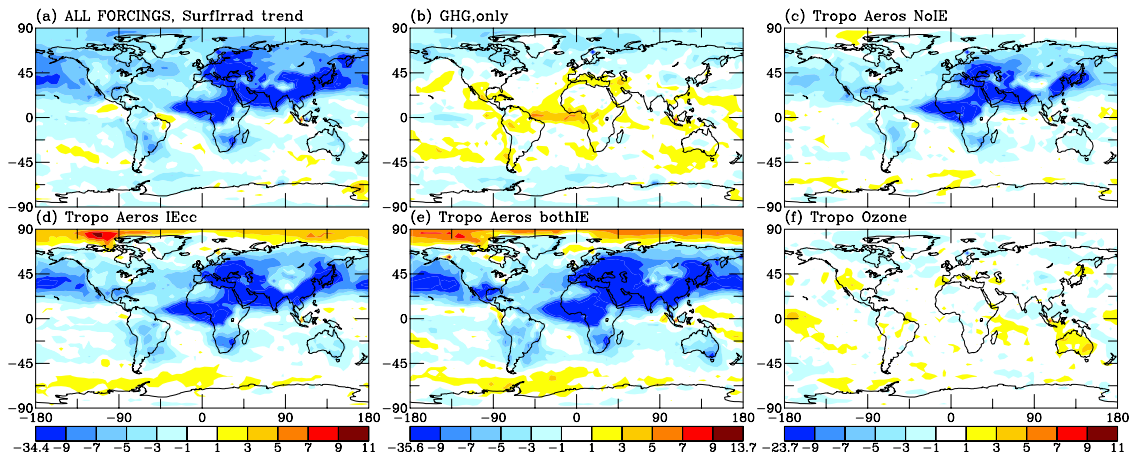 (a) ALL FORCINGS, SurfIrrad trend
(b) GHG,only
(c) Tropo Aeros NoIE
90
45
0
−45
−90
90
45
0
−45
−90
90
45
0
−45
−90
(d) Tropo Aeros IEcc
(e) Tropo Aeros bothIE
(f) Tropo Ozone
90
45
0
−45
−90
90
45
0
−45
−90
90
45
0
−45
−90
−180 −90 0 90 180
−180 −90 0 90 180
−180 −90 0 90 180
−34.4 −9 −7 −5 −3 −1 1 3 5 7 9 11
−35.6 −9 −7 −5 −3 −1 1 3 5 7 9 13.7
−23.7 −9 −7 −5 −3 −1 1 3 5 7 9 11